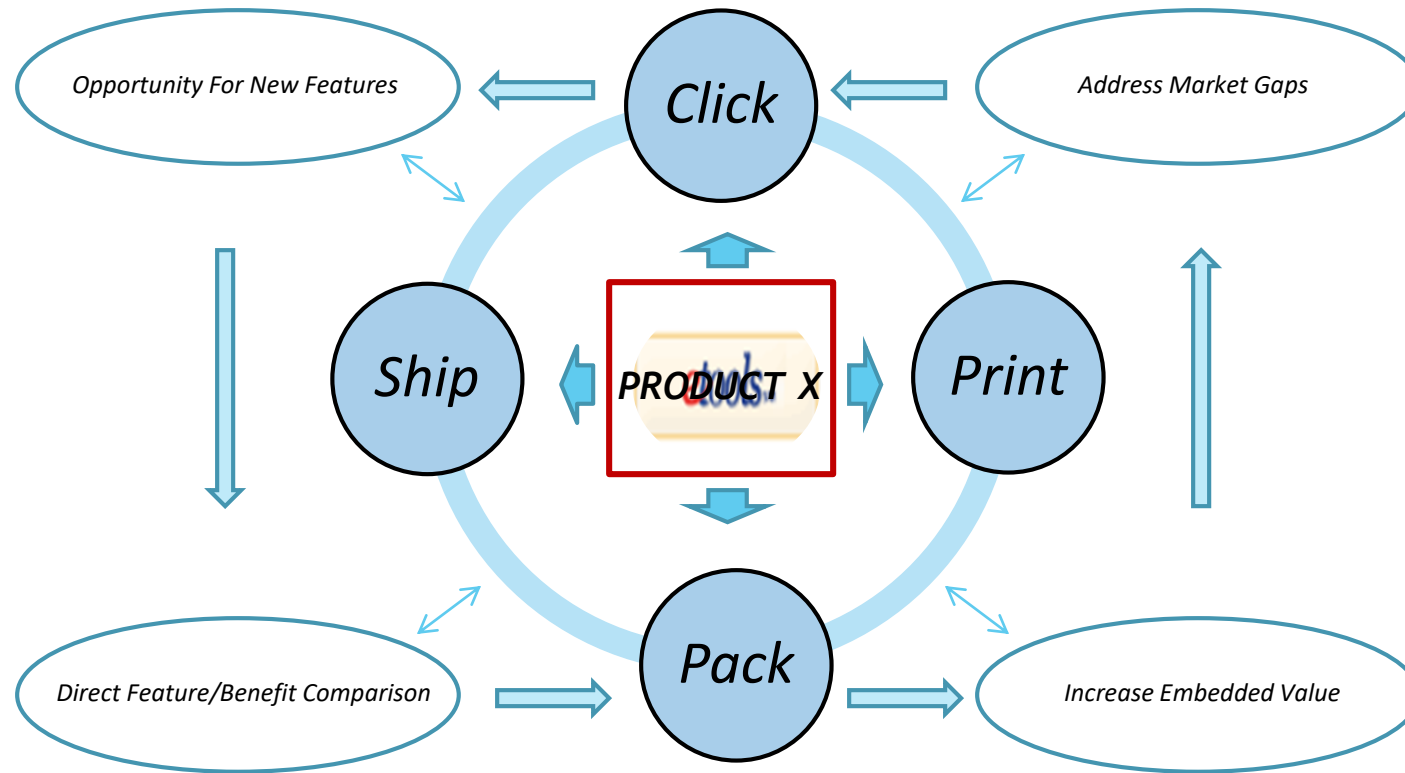 Click
Opportunity For New Features
Address Market Gaps
Ship
PRODUCT X
etools
Print
Pack
Direct Feature/Benefit Comparison
Increase Embedded Value